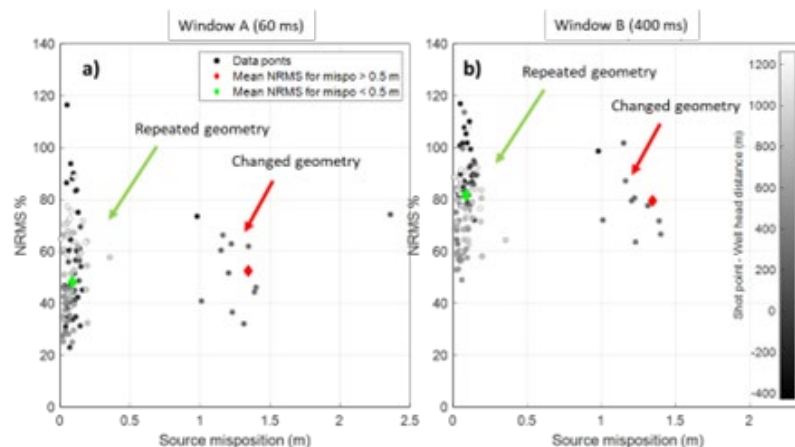 Window A (60 ms)
Window B (400 ms)
a)
Data ponts
Mean NRMS for mispo > 0.5 m
Mean NRMS for mispo < 0.5 m
Repeated geometry
Changed geometry
NRMS %
140
120
100
80
60
40
20
0
0
0.5
1
1.5
2
2.5
Source misposition (m)
b)
Repeated geometry
Changed geometry
NRMS %
140
120
100
80
60
40
20
0
0
0.5
1
1.5
2
Source misposition (m)
Shot point - Well head distance (m)
1200
1000
800
600
400
200
0
-200
-400